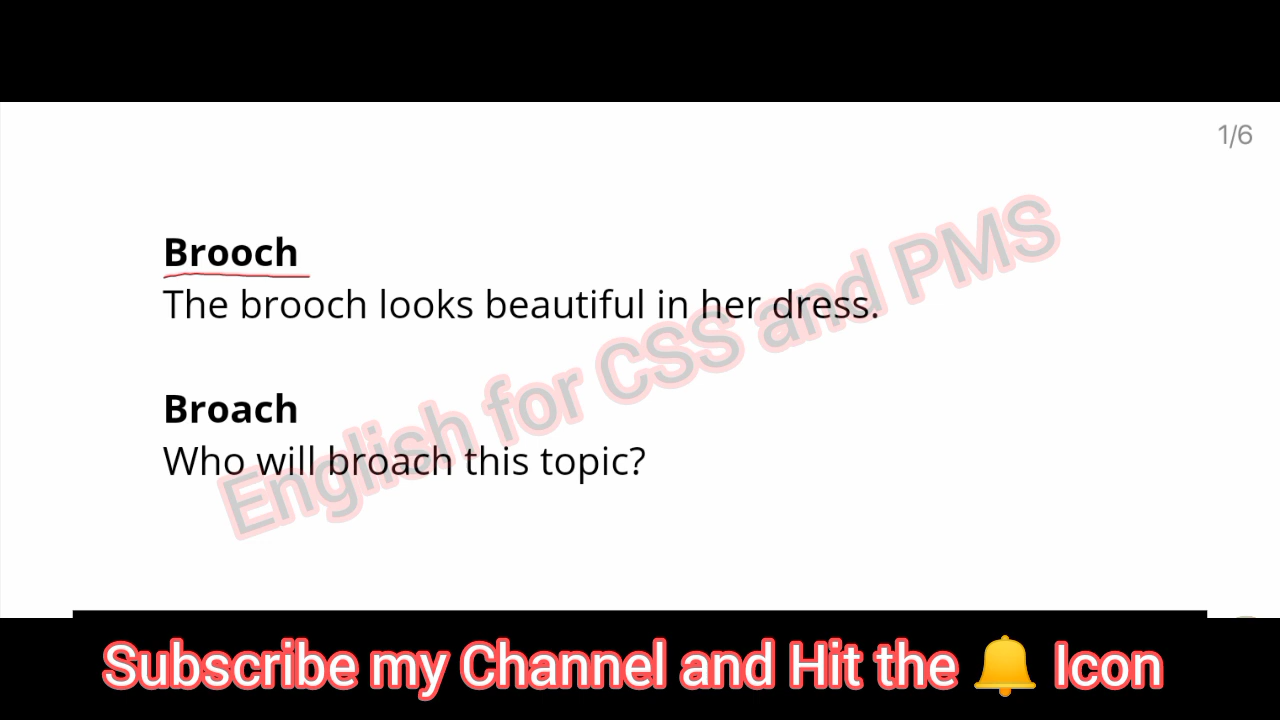 1/6
Brooch
The brooch looks beautiful in her dress.
Broach
Who will broach this topic?
English for CSS and PMS
Subscribe my Channel and Hit the 🔔 Icon